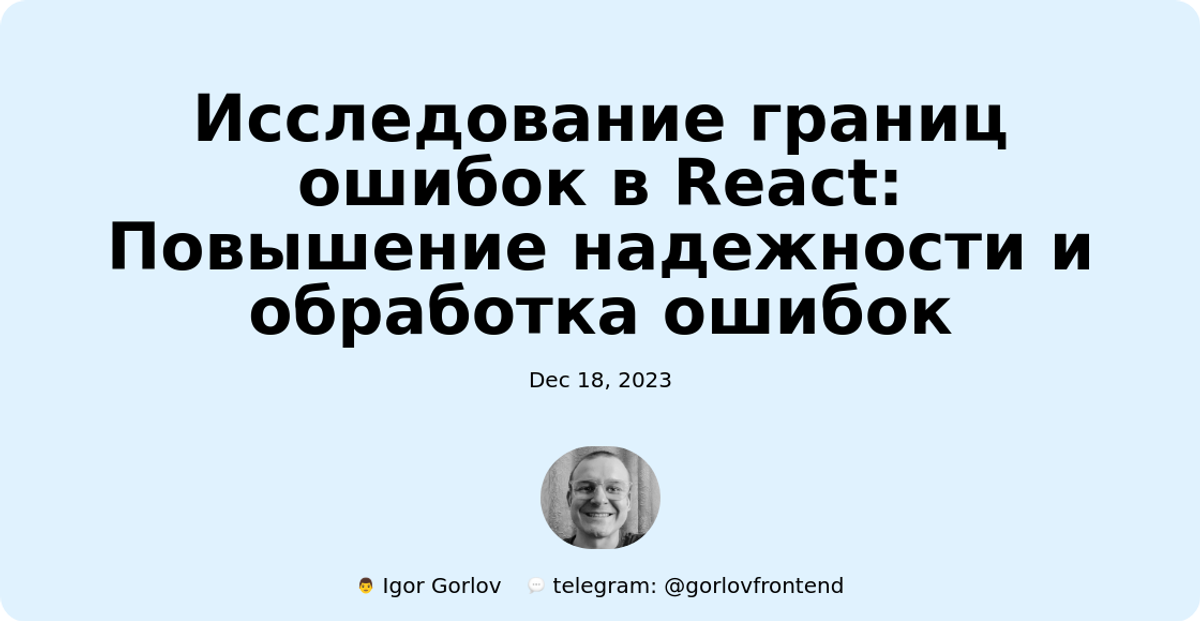 Исследование границ
ошибок в React:
Повышение надежности и
обработка ошибок
Dec 18, 2023
👨 Igor Gorlov 💬 telegram: @gorlovfrontend